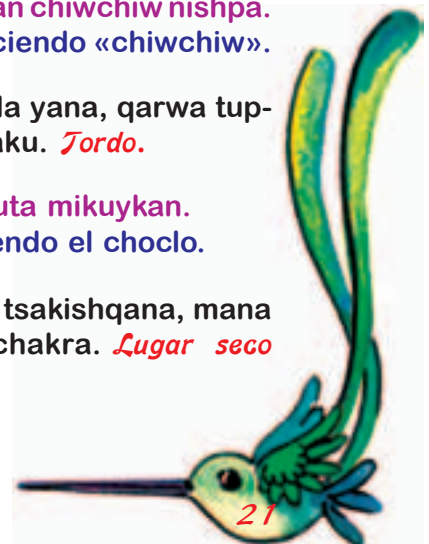 an chiwchiw nishpa.
ciendo «chiwchiw».
la yana, qarwa tup-
aku. Tordo.
uta mikuykan.
endo el choclo.
tsakishqana, mana
chakra. Lugar seco
21